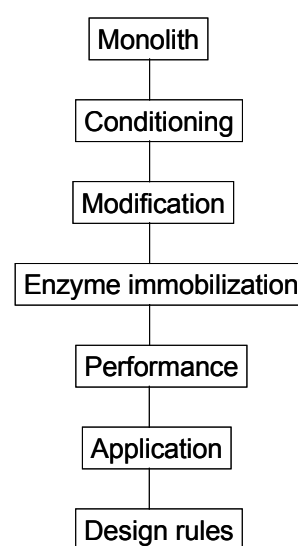 Monolith
Conditioning
Modification
Enzyme immobilization
Performance
Application
Design rules